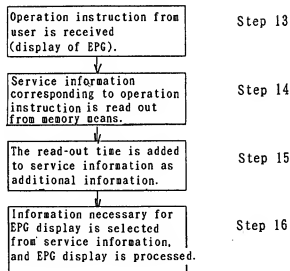 Operation instruction from
user is received
(display of EPG).
Step 13
Service information
corresponding to operation
instruction is read out
from memory means.
Step 14
The read-out time is added
to service information as
additional information.
Step 15
Information necessary for
EPG display is selected
from service information,
and EPG display is processed.
Step 16